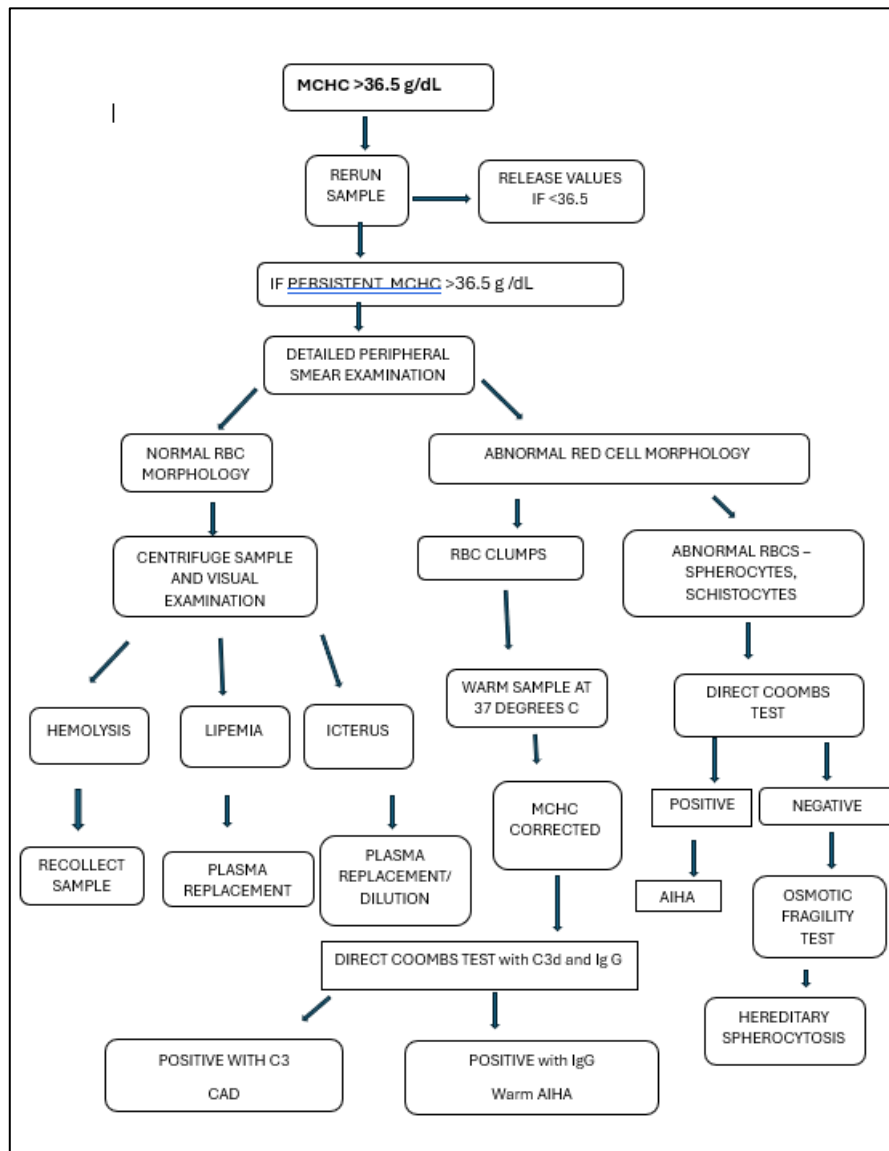 MCHC >36.5 g/dL
RERUN
SAMPLE
RELEASE VALUES
IF <36.5
IF PERSISTENT MCHC >36.5 g /dL
DETAILED PERIPHERAL
SMEAR EXAMINATION
NORMAL RBC
MORPHOLOGY
ABNORMAL RED CELL MORPHOLOGY
CENTRIFUGE SAMPLE
AND VISUAL
EXAMINATION
RBC CLUMPS
ABNORMAL RBCS –
SPHEROCYTES,
SCHISTOCYTES
HEMOLYSIS
LIPEMIA
ICTERUS
WARM SAMPLE AT
37 DEGREES C
DIRECT COOMBS
TEST
RECOLLECT
SAMPLE
PLASMA
REPLACEMENT
PLASMA
REPLACEMENT/
DILUTION
MCHC
CORRECTED
POSITIVE
NEGATIVE
AIHA
OSMOTIC
FRAGILITY
TEST
DIRECT COOMBS TEST with C3d and Ig G
HEREDITARY
SPHEROCYTOSIS
POSITIVE WITH C3
CAD
POSITIVE with IgG
Warm AIHA